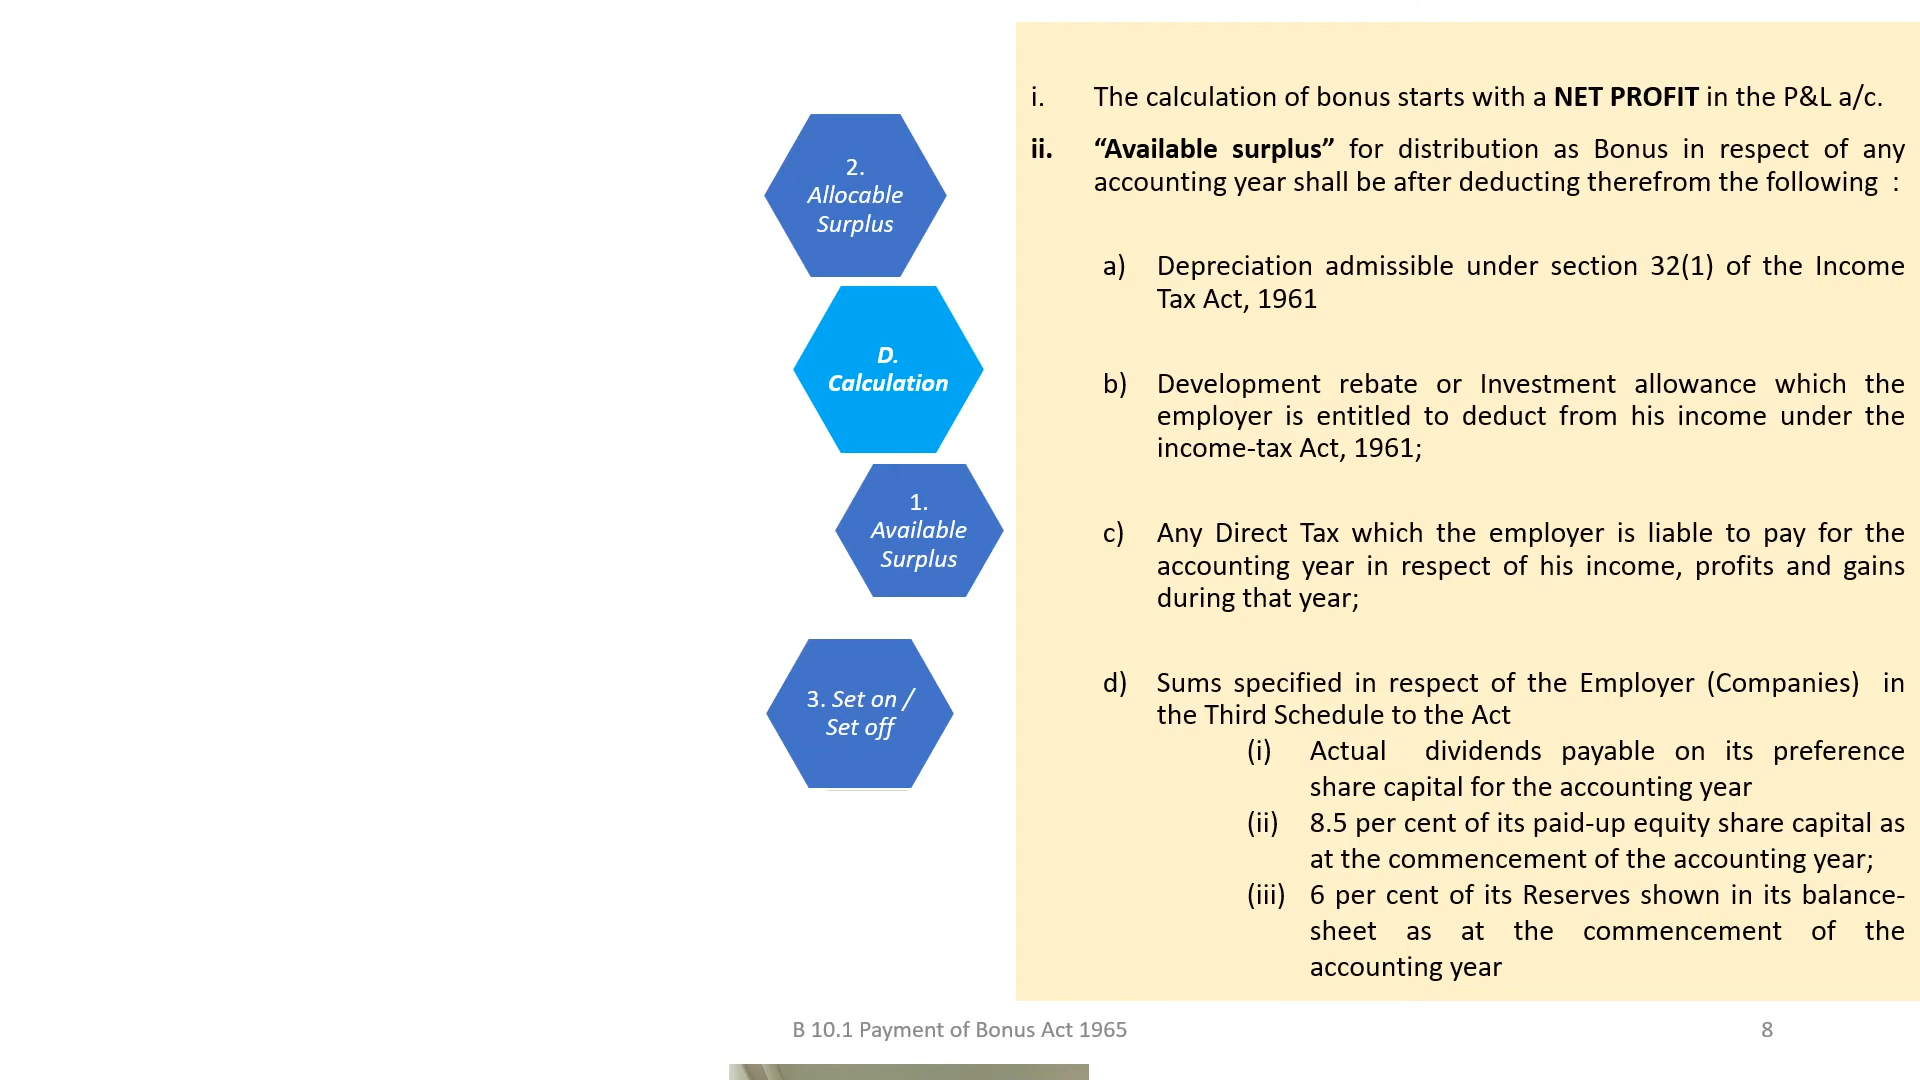 2.
Allocable
Surplus
D.
Calculation
1.
Available
Surplus
3. Set on /
Set off
i. The calculation of bonus starts with a NET PROFIT in the P&L a/c.
ii. “Available surplus” for distribution as Bonus in respect of any
accounting year shall be after deducting therefrom the following :
a) Depreciation admissible under section 32(1) of the Income
Tax Act, 1961
b) Development rebate or Investment allowance which the
employer is entitled to deduct from his income under the
income-tax Act, 1961;
c) Any Direct Tax which the employer is liable to pay for the
accounting year in respect of his income, profits and gains
during that year;
d) Sums specified in respect of the Employer (Companies) in
the Third Schedule to the Act
(i) Actual dividends payable on its preference
share capital for the accounting year
(ii) 8.5 per cent of its paid-up equity share capital as
at the commencement of the accounting year;
(iii) 6 per cent of its Reserves shown in its balance-
sheet as at the commencement of the
accounting year
B 10.1 Payment of Bonus Act 1965
8